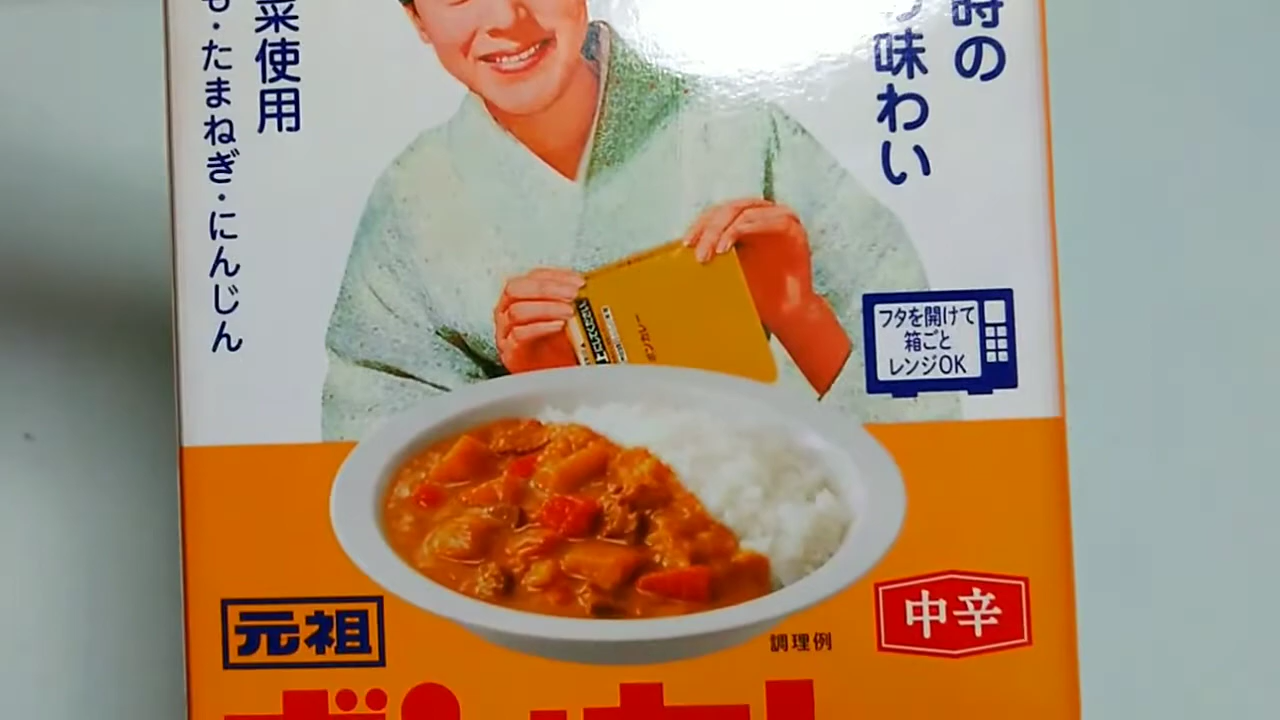 時の
味わい
菜使用
・たまねぎ・にんじん
フタを開けて
箱ごと
レンジOK
元祖
中辛
調理例